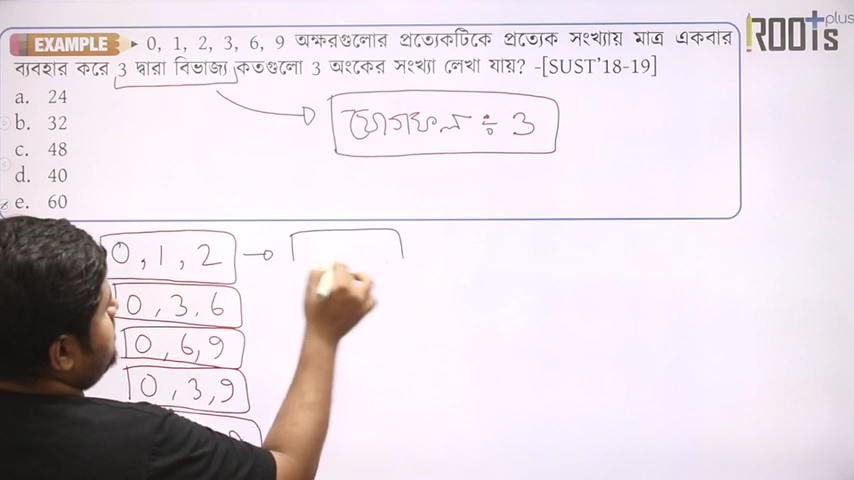 EXAMPLE 0, 1, 2, 3, 6, 9 অক্ষরগুলোর প্রত্যেকটিকে প্রত্যেক সংখ্যায় মাত্র একবার
ব্যবহার করে 3 দ্বারা বিভাজ্য কতগুলো 3 অংকের সংখ্যা লেখা যায়? -[SUST'18-19]
ROOTs plus
a. 24
b. 32
c. 48
d. 40
e. 60
যোগফল ÷ 3
0, 1, 2
0, 3, 6
0, 6, 9
0, 3, 9